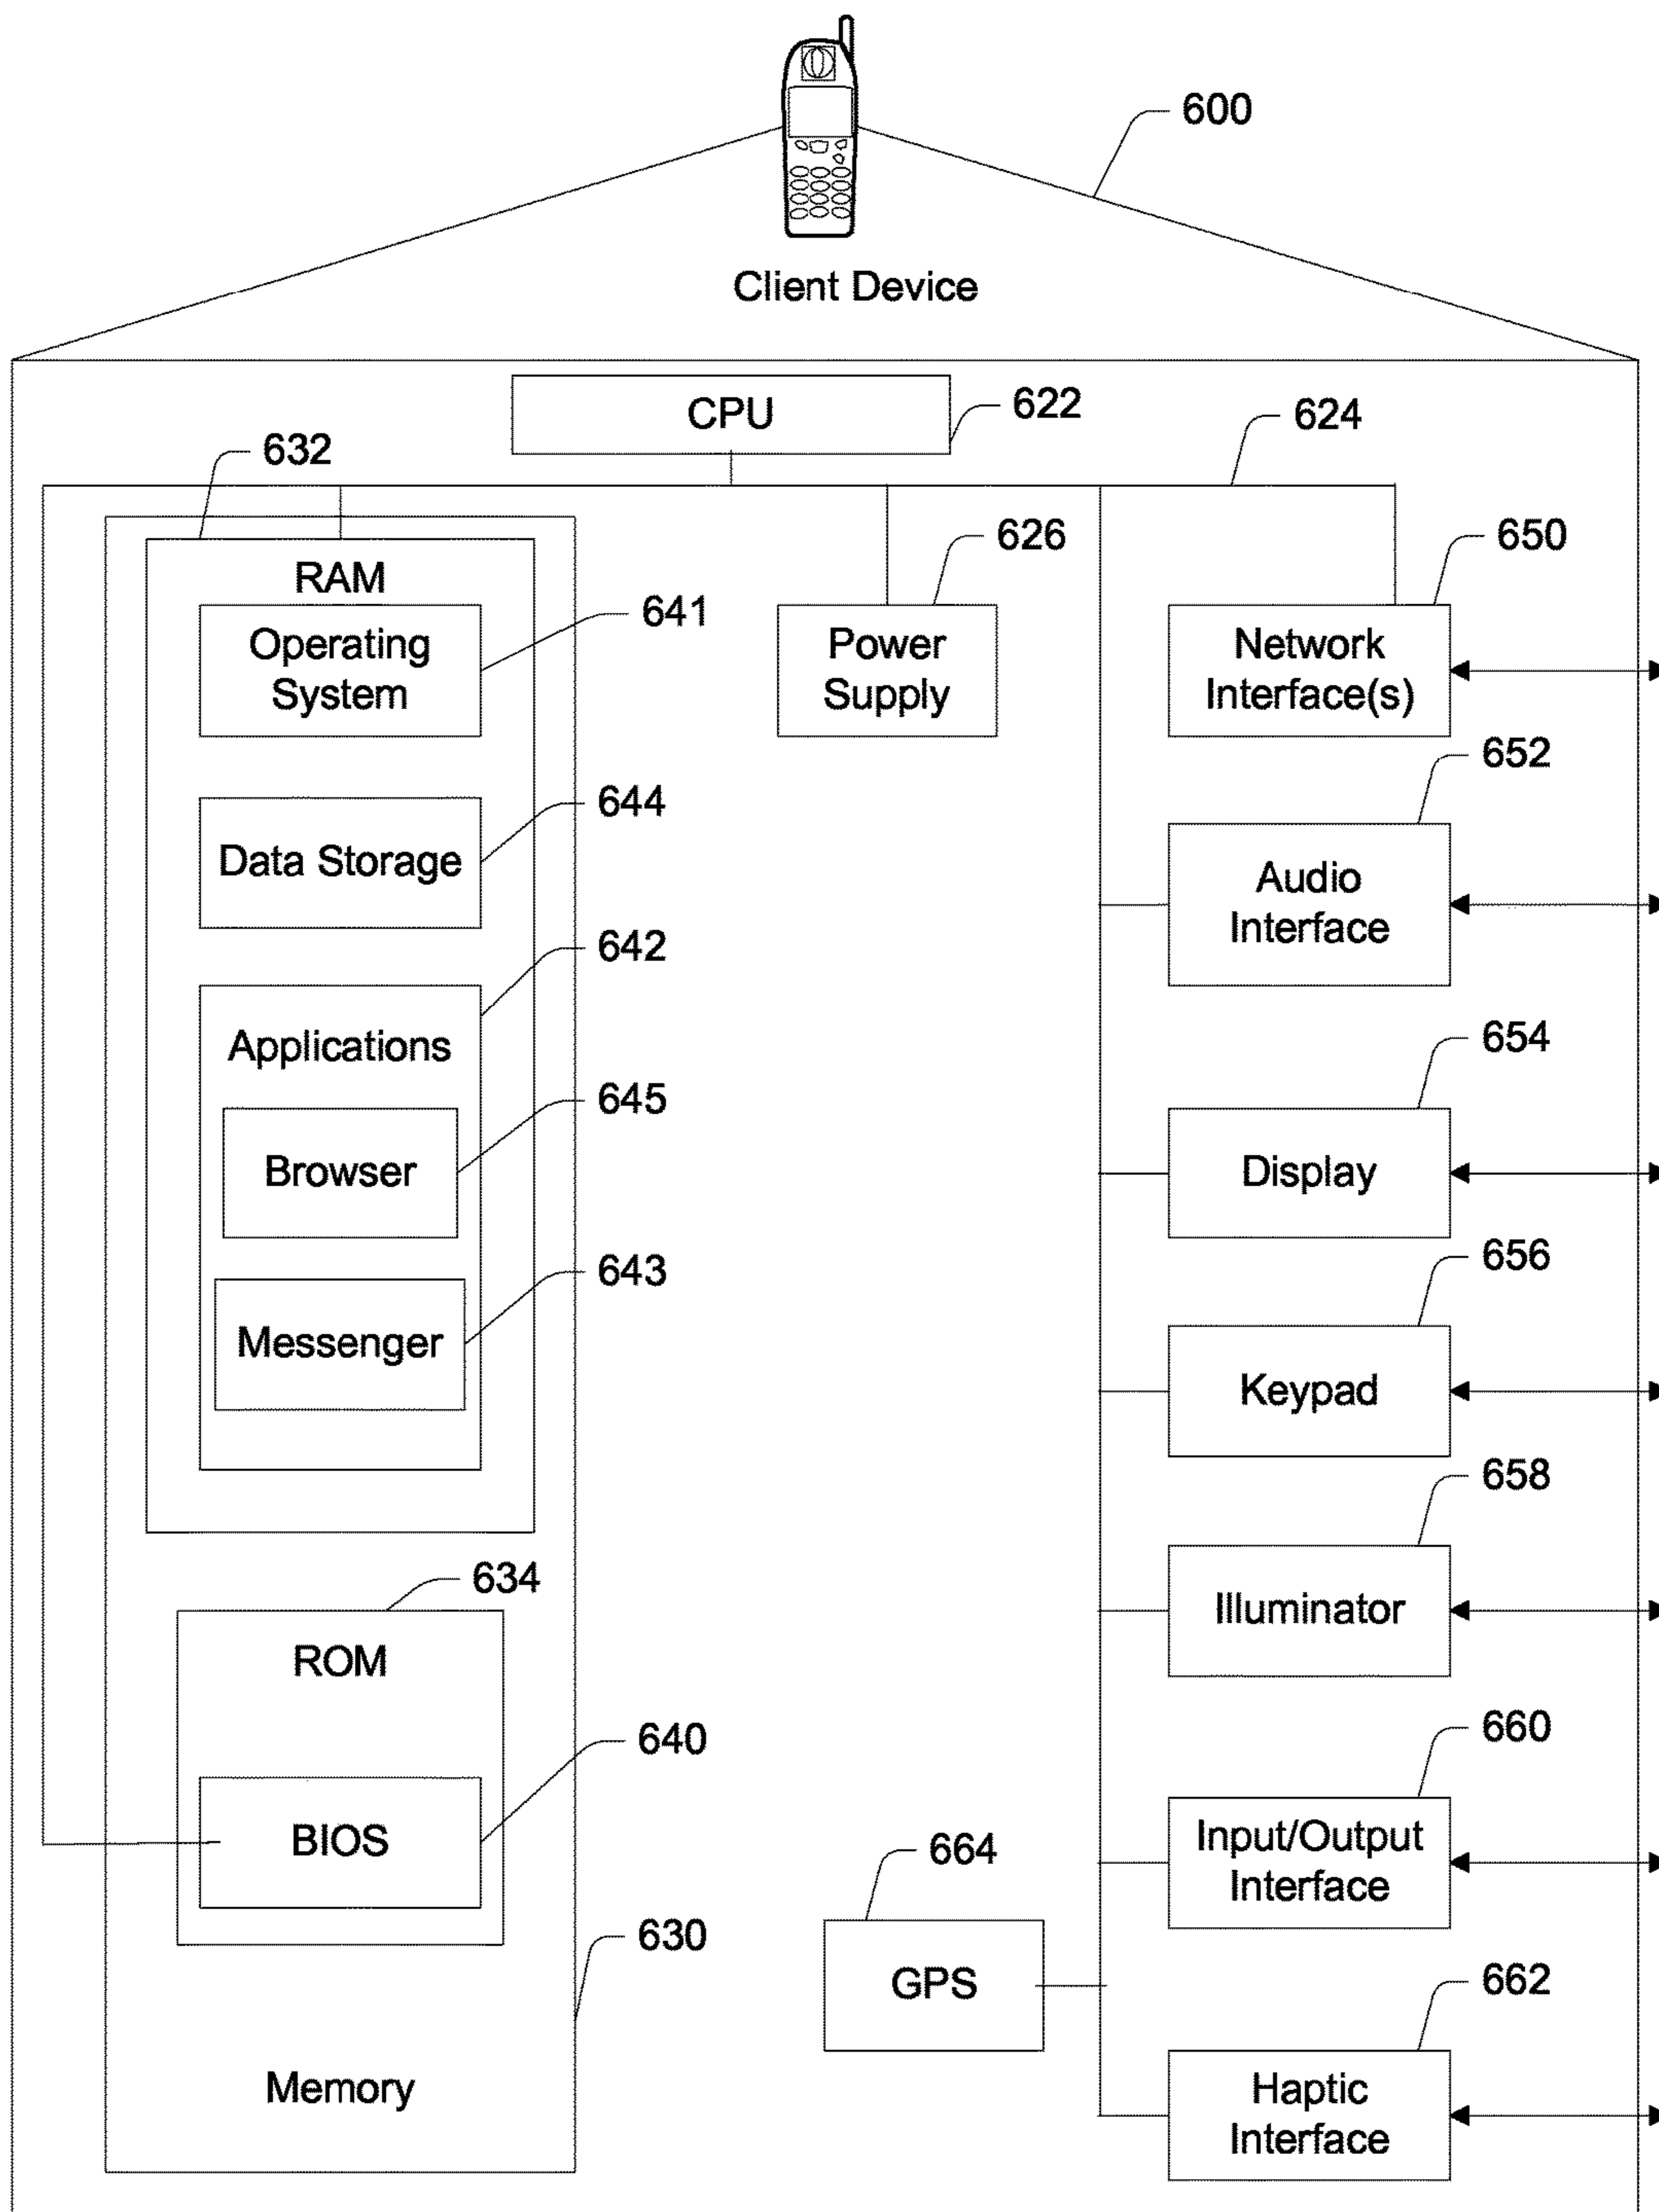 600
Client Device
CPU
622
624
632
626
650
RAM
Operating
System
641
Power
Supply
Network
Interface(s)
652
644
Data Storage
Audio
Interface
642
Applications
654
645
Browser
Display
643
656
Messenger
Keypad
658
634
Illuminator
ROM
640
660
BIOS
664
Input/Output
Interface
630
GPS
662
Memory
Haptic
Interface